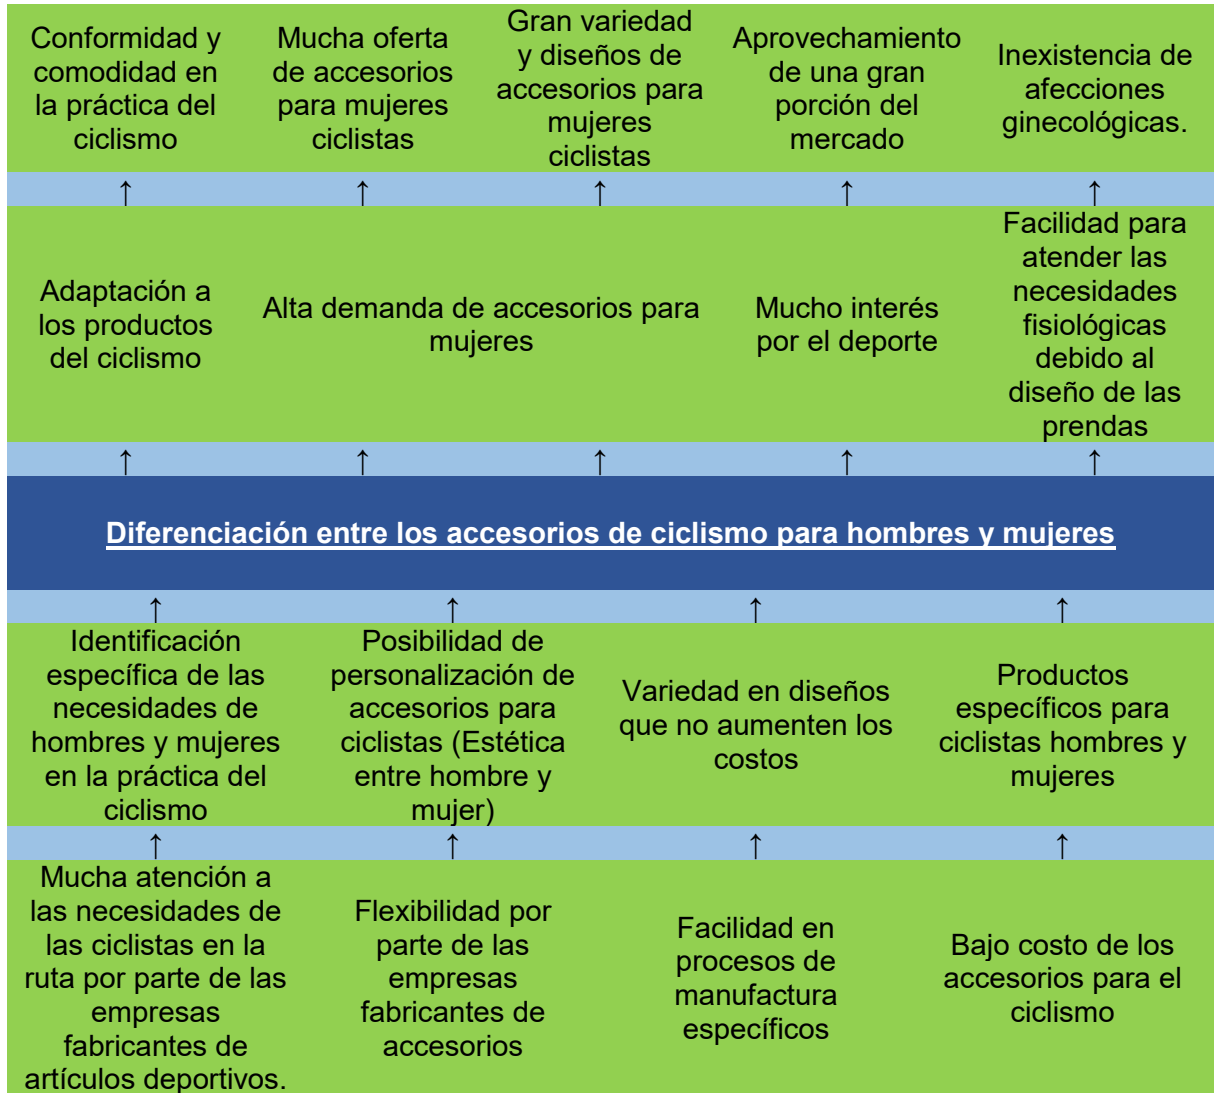 Conformidad y
comodidad en
la práctica del
ciclismo
Mucha oferta
de accesorios
para mujeres
ciclistas
Gran variedad
y diseños de
accesorios para
mujeres
ciclistas
Aprovechamiento
de una gran
porción del
mercado
Inexistencia de
afecciones
ginecológicas.
↑ ↑ ↑ ↑ ↑
Adaptación a
los productos
del ciclismo
Alta demanda de accesorios para
mujeres
Mucho interés
por el deporte
Facilidad para
atender las
necesidades
fisiológicas
debido al
diseño de las
prendas
↑ ↑ ↑ ↑ ↑
Diferenciación entre los accesorios de ciclismo para hombres y mujeres
↑ ↑ ↑ ↑
Identificación
específica de las
necesidades de
hombres y mujeres
en la práctica del
ciclismo
Posibilidad de
personalización de
accesorios para
ciclistas (Estética
entre hombre y
mujer)
Variedad en diseños
que no aumenten los
costos
Productos
específicos para
ciclistas hombres y
mujeres
↑ ↑ ↑ ↑
Mucha atención a
las necesidades de
las ciclistas en la
ruta por parte de las
empresas
fabricantes de
artículos deportivos.
Flexibilidad por
parte de las
empresas
fabricantes de
accesorios
Facilidad en
procesos de
manufactura
específicos
Bajo costo de los
accesorios para el
ciclismo